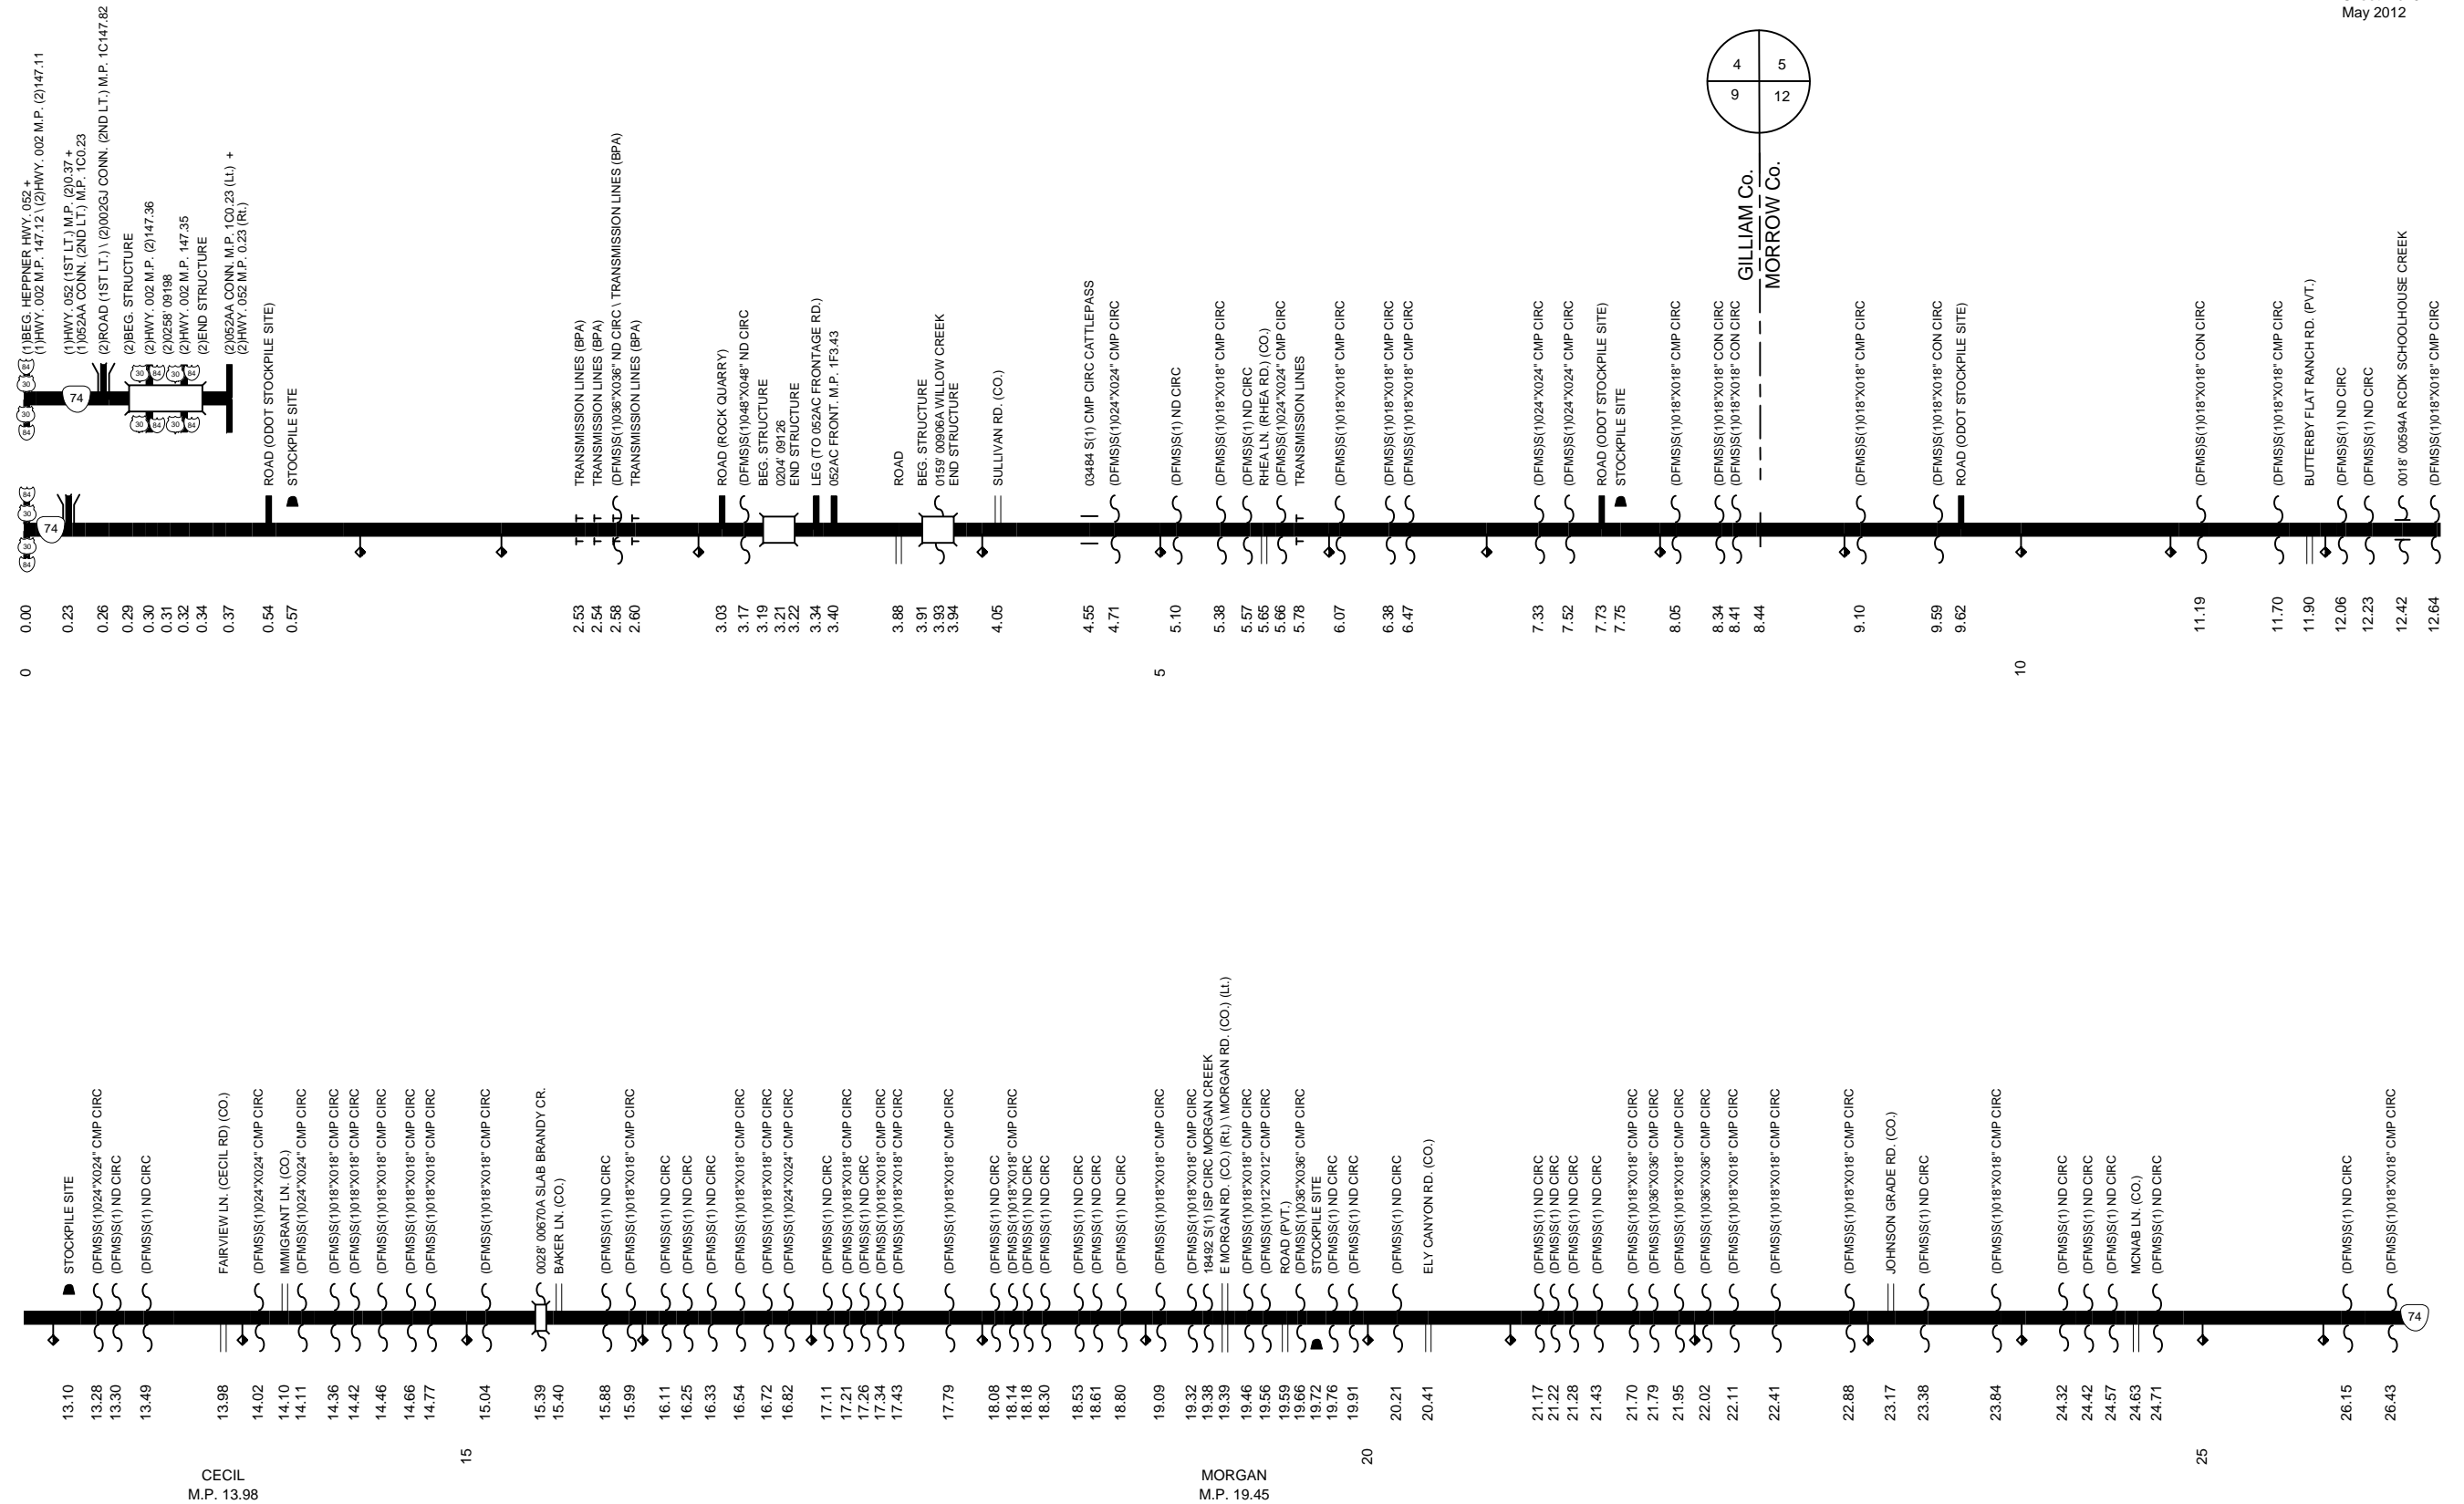 May 2012
4
5
9
12
GILLIAM Co.
MORROW Co.
(1)BEG. HEPPNER HWY. 052 +
(1)HWY. 002 M.P. 147.12 \ (2)HWY. 002 M.P. (2)147.11
(1)HWY. 052 (1ST LT.) M.P. (2)0.37 +
(1)052AA CONN. (2ND LT.) M.P. 1C0.23
(2)ROAD (1ST LT.) \ (2)002GJ CONN. (2ND LT.) M.P. 1C147.82
(2)BEG. STRUCTURE
(2)HWY. 002 M.P. (2)147.36
(2)0258' 09198
(2)HWY. 002 M.P. 147.35
(2)END STRUCTURE
(2)052AA CONN. M.P. 1C0.23 (Lt.) +
(2)HWY. 052 M.P. 0.23 (Rt.)
ROAD (ODOT STOCKPILE SITE)
STOCKPILE SITE
TRANSMISSION LINES (BPA)
TRANSMISSION LINES (BPA)
(DFMS)S(1)036"X036" ND CIRC \ TRANSMISSION LINES (BPA)
TRANSMISSION LINES (BPA)
ROAD (ROCK QUARRY)
(DFMS)S(1)048"X048" ND CIRC
BEG. STRUCTURE
0204' 09126
END STRUCTURE
LEG (TO 052AC FRONTAGE RD.)
052AC FRONT. M.P. 1F3.43
ROAD
BEG. STRUCTURE
0159' 00906A WILLOW CREEK
END STRUCTURE
SULLIVAN RD. (CO.)
03484 S(1) CMP CIRC CATTLEPASS
(DFMS)S(1)024"X024" CMP CIRC
(DFMS)S(1) ND CIRC
(DFMS)S(1)018"X018" CMP CIRC
(DFMS)S(1) ND CIRC
RHEA LN. (RHEA RD.) (CO.)
(DFMS)S(1)024"X024" CMP CIRC
TRANSMISSION LINES
(DFMS)S(1)018"X018" CMP CIRC
(DFMS)S(1)018"X018" CMP CIRC
(DFMS)S(1)018"X018" CMP CIRC
(DFMS)S(1)024"X024" CMP CIRC
(DFMS)S(1)024"X024" CMP CIRC
ROAD (ODOT STOCKPILE SITE)
STOCKPILE SITE
(DFMS)S(1)018"X018" CMP CIRC
(DFMS)S(1)018"X018" CON CIRC
(DFMS)S(1)018"X018" CON CIRC
(DFMS)S(1)018"X018" CMP CIRC
(DFMS)S(1)018"X018" CON CIRC
ROAD (ODOT STOCKPILE SITE)
(DFMS)S(1)018"X018" CON CIRC
(DFMS)S(1)018"X018" CMP CIRC
BUTTERBY FLAT RANCH RD. (PVT.)
(DFMS)S(1) ND CIRC
(DFMS)S(1) ND CIRC
0018' 00594A RCDK SCHOOLHOUSE CREEK
(DFMS)S(1)018"X018" CMP CIRC
84
30
74
30
84
30 84 30 84
30 84 30 84
84
30
74
30
84
0.00
0.23
0.26
0.29
0.30
0.31
0.32
0.34
0.37
0.54
0.57
2.53
2.54
2.58
2.60
3.03
3.17
3.19
3.21
3.22
3.34
3.40
3.88
3.91
3.93
3.94
4.05
4.55
4.71
5.10
5.38
5.57
5.65
5.66
5.78
6.07
6.38
6.47
7.33
7.52
7.73
7.75
8.05
8.34
8.41
8.44
9.10
9.59
9.62
11.19
11.70
11.90
12.06
12.23
12.42
12.64
0
5
10
STOCKPILE SITE
(DFMS)S(1)024"X024" CMP CIRC
(DFMS)S(1) ND CIRC
(DFMS)S(1) ND CIRC
FAIRVIEW LN. (CECIL RD) (CO.)
(DFMS)S(1)024"X024" CMP CIRC
IMMIGRANT LN. (CO.)
(DFMS)S(1)024"X024" CMP CIRC
(DFMS)S(1)018"X018" CMP CIRC
(DFMS)S(1)018"X018" CMP CIRC
(DFMS)S(1)018"X018" CMP CIRC
(DFMS)S(1)018"X018" CMP CIRC
(DFMS)S(1)018"X018" CMP CIRC
(DFMS)S(1)018"X018" CMP CIRC
0028' 00670A SLAB BRANDY CR.
BAKER LN. (CO.)
(DFMS)S(1) ND CIRC
(DFMS)S(1)018"X018" CMP CIRC
(DFMS)S(1) ND CIRC
(DFMS)S(1) ND CIRC
(DFMS)S(1) ND CIRC
(DFMS)S(1)018"X018" CMP CIRC
(DFMS)S(1)018"X018" CMP CIRC
(DFMS)S(1)024"X024" CMP CIRC
(DFMS)S(1) ND CIRC
(DFMS)S(1)018"X018" CMP CIRC
(DFMS)S(1) ND CIRC
(DFMS)S(1)018"X018" CMP CIRC
(DFMS)S(1)018"X018" CMP CIRC
(DFMS)S(1)018"X018" CMP CIRC
(DFMS)S(1) ND CIRC
(DFMS)S(1)018"X018" CMP CIRC
(DFMS)S(1) ND CIRC
(DFMS)S(1) ND CIRC
(DFMS)S(1) ND CIRC
(DFMS)S(1) ND CIRC
(DFMS)S(1) ND CIRC
(DFMS)S(1)018"X018" CMP CIRC
(DFMS)S(1)018"X018" CMP CIRC
18492 S(1) ISP CIRC MORGAN CREEK
E MORGAN RD. (CO.) (Rt.) \ MORGAN RD. (CO.) (Lt.)
(DFMS)S(1)018"X018" CMP CIRC
(DFMS)S(1)012"X012" CMP CIRC
ROAD (PVT.)
(DFMS)S(1)036"X036" CMP CIRC
STOCKPILE SITE
(DFMS)S(1) ND CIRC
(DFMS)S(1) ND CIRC
(DFMS)S(1) ND CIRC
ELY CANYON RD. (CO.)
(DFMS)S(1) ND CIRC
(DFMS)S(1) ND CIRC
(DFMS)S(1) ND CIRC
(DFMS)S(1) ND CIRC
(DFMS)S(1)018"X018" CMP CIRC
(DFMS)S(1)036"X036" CMP CIRC
(DFMS)S(1)018"X018" CMP CIRC
(DFMS)S(1)036"X036" CMP CIRC
(DFMS)S(1)018"X018" CMP CIRC
(DFMS)S(1)018"X018" CMP CIRC
(DFMS)S(1)018"X018" CMP CIRC
JOHNSON GRADE RD. (CO.)
(DFMS)S(1) ND CIRC
(DFMS)S(1)018"X018" CMP CIRC
(DFMS)S(1) ND CIRC
(DFMS)S(1) ND CIRC
(DFMS)S(1) ND CIRC
MCNAB LN. (CO.)
(DFMS)S(1) ND CIRC
(DFMS)S(1) ND CIRC
(DFMS)S(1)018"X018" CMP CIRC
74
13.10
13.28
13.30
13.49
13.98
14.02
14.10
14.11
14.36
14.42
14.46
14.66
14.77
15.04
15.39
15.40
15.88
15.99
16.11
16.25
16.33
16.54
16.72
16.82
17.11
17.21
17.26
17.34
17.43
17.79
18.08
18.14
18.18
18.30
18.53
18.61
18.80
19.09
19.32
19.38
19.39
19.46
19.56
19.59
19.66
19.72
19.76
19.91
20.21
20.41
21.17
21.22
21.28
21.43
21.70
21.79
21.95
22.02
22.11
22.41
22.88
23.17
23.38
23.84
24.32
24.42
24.57
24.63
24.71
26.15
26.43
15
20
25
CECIL
M.P. 13.98
MORGAN
M.P. 19.45